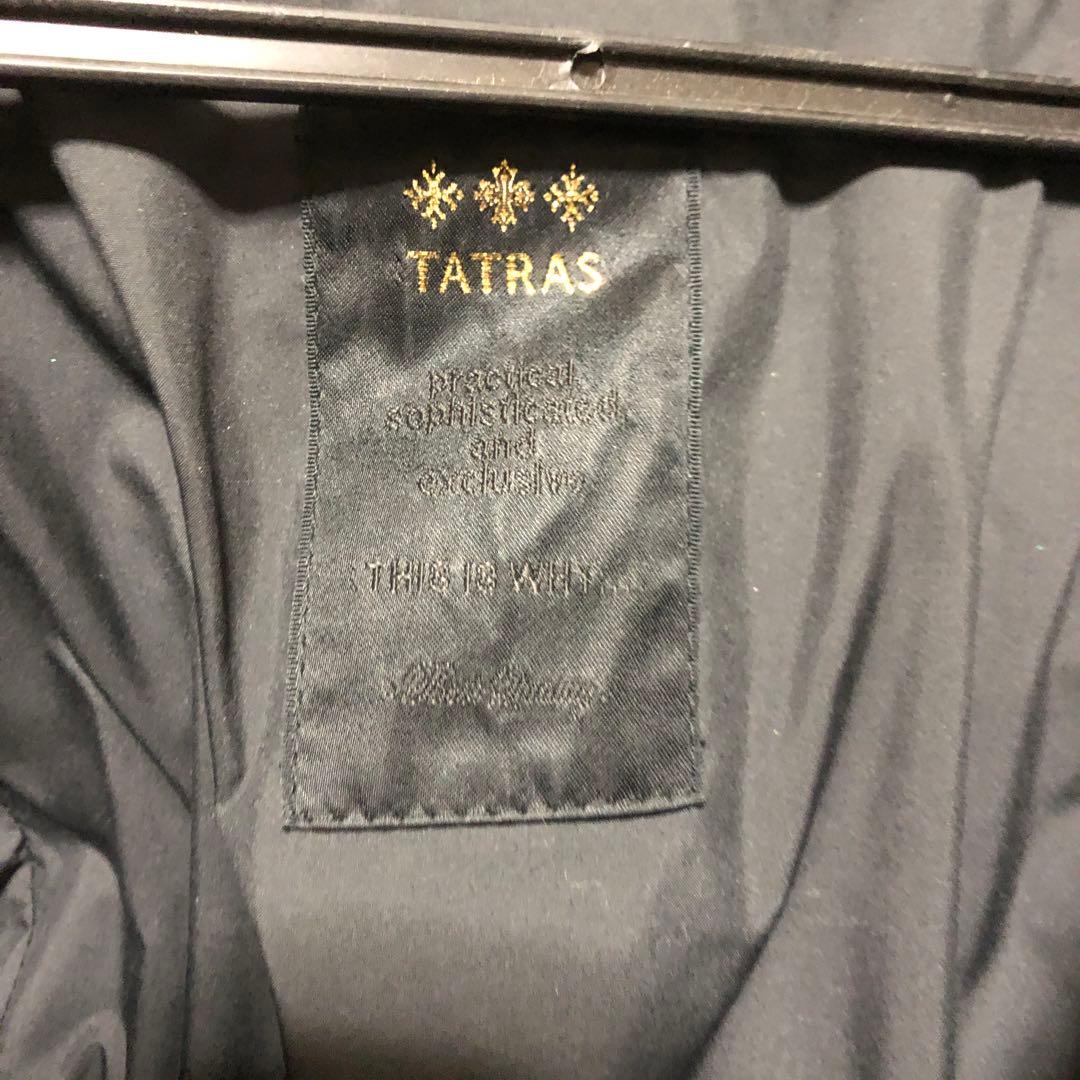 TATRAS
practical
sophisticated
and
exclusive
THIS IS WHY...